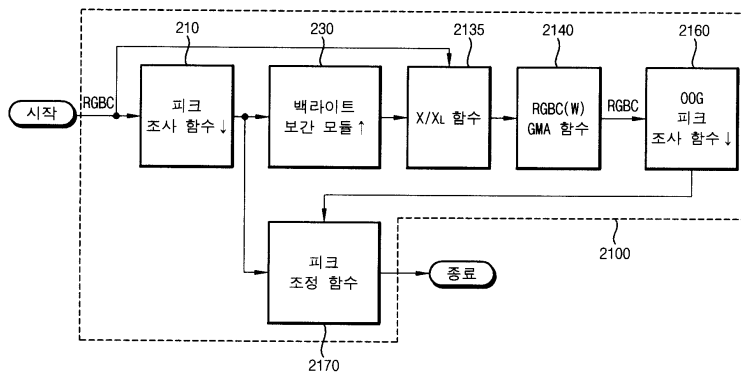 210
230
2135
2140
2160
시작
RGBC
피크
조사 함수↓
백라이트
보간 모듈↑
X/XL 함수
RGBC(W)
GMA 함수
RGBC
OOG
피크
조사 함수↓
피크
조정 함수
종료
2100
2170